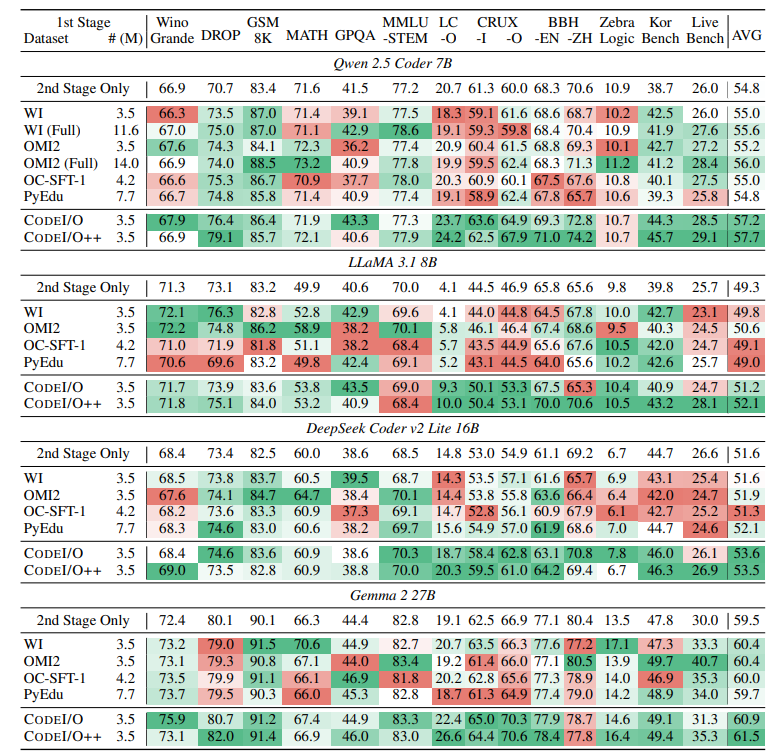 1st Stage Wino DROP GSM MATH GPQA MMLU LC CRUX BBH Zebra Kor Live AVG
Dataset # (M) Grande 8K -STEM -O -I -O -EN -ZH Logic Bench Bench
Qwen 2.5 Coder 7B
2nd Stage Only 66.9 70.7 83.4 71.6 41.5 77.2 20.7 61.3 60.0 68.3 70.6 10.9 38.7 26.0 54.8
WI 3.5 66.3 73.5 87.0 71.4 39.1 77.5 18.3 59.1 61.6 68.6 68.7 10.2 42.5 26.0 55.0
WI (Full) 11.6 67.0 75.0 87.0 71.1 42.9 78.6 19.1 59.3 59.8 68.4 70.4 10.9 41.9 27.6 55.6
OMI2 3.5 67.6 74.3 84.1 72.3 36.2 77.4 20.9 60.4 61.5 68.8 69.3 10.1 42.7 27.2 55.2
OMI2 (Full) 14.0 66.9 74.0 88.5 73.2 40.9 77.8 19.9 59.5 62.4 68.3 71.3 11.2 41.2 28.4 56.0
OC-SFT-1 4.2 66.6 75.3 86.7 70.9 37.7 78.0 20.3 60.9 60.1 67.5 67.6 10.8 40.1 27.5 55.0
PyEdu 7.7 66.7 74.8 85.8 71.4 40.9 77.4 19.1 58.9 62.4 67.8 65.7 10.6 39.3 25.8 54.8
CODEI/O 3.5 67.9 76.4 86.4 71.9 43.3 77.3 23.7 63.6 64.9 69.3 72.8 10.7 44.3 28.5 57.2
CODEI/O++ 3.5 66.9 79.1 85.7 72.1 40.6 77.9 24.2 62.5 67.9 71.0 74.2 10.7 45.7 29.1 57.7
LLaMA 3.1 8B
2nd Stage Only 71.3 73.1 83.2 49.9 40.6 70.0 4.1 44.5 46.9 65.8 65.6 9.8 39.8 25.7 49.3
WI 3.5 72.1 76.3 82.8 52.8 42.9 69.6 4.1 44.0 44.8 64.5 67.8 10.0 42.7 23.1 49.8
OMI2 3.5 72.2 74.8 86.2 58.9 38.2 70.1 5.8 46.1 46.4 67.4 68.6 9.5 40.3 24.5 50.6
OC-SFT-1 4.2 71.0 71.9 81.8 51.1 38.2 68.4 5.7 43.5 44.9 65.6 67.6 10.5 42.0 24.7 49.1
PyEdu 7.7 70.6 69.6 83.2 49.8 42.4 69.1 5.2 43.1 44.5 64.0 65.6 10.2 42.6 25.7 49.0
CODEI/O 3.5 71.7 73.9 83.6 53.8 43.5 69.0 9.3 50.1 53.3 67.5 65.3 10.4 40.9 24.7 51.2
CODEI/O++ 3.5 71.8 75.1 84.0 53.2 40.9 68.4 10.0 50.4 53.1 70.0 70.6 10.5 43.2 28.1 52.1
DeepSeek Coder v2 Lite 16B
2nd Stage Only 68.4 73.4 82.5 60.0 38.6 68.5 14.8 53.0 54.9 61.1 69.2 6.7 44.7 26.6 51.6
WI 3.5 68.5 73.8 83.7 60.5 39.5 68.7 14.3 53.5 57.1 61.6 65.7 6.9 43.1 25.4 51.6
OMI2 3.5 67.6 74.1 84.7 64.7 38.4 70.1 14.4 53.8 55.8 63.6 66.4 6.4 42.0 24.7 51.9
OC-SFT-1 4.2 68.2 73.6 83.3 60.9 37.3 69.1 14.7 52.8 56.1 60.9 67.9 6.1 42.7 25.2 51.3
PyEdu 7.7 68.3 74.6 83.0 60.6 38.2 69.7 15.6 54.9 57.0 61.9 68.6 7.0 44.7 24.6 52.1
CODEI/O 3.5 68.4 74.6 83.6 60.9 38.6 70.3 18.7 58.4 62.8 63.1 70.8 7.8 46.0 26.1 53.6
CODEI/O++ 3.5 69.0 73.5 82.8 60.9 38.8 70.0 20.3 59.5 61.0 64.2 69.4 6.7 46.3 26.9 53.5
Gemma 2 27B
2nd Stage Only 72.4 80.1 90.1 66.3 44.4 82.8 19.1 62.5 66.9 77.1 80.4 13.5 47.8 30.0 59.5
WI 3.5 73.2 79.0 91.5 70.6 44.9 82.7 20.7 63.5 66.3 77.6 77.2 17.1 47.3 33.3 60.4
OMI2 3.5 73.1 79.3 90.8 67.1 44.0 83.4 19.2 61.4 66.0 77.1 80.5 13.9 49.7 40.7 60.4
OC-SFT-1 4.2 73.5 79.9 91.1 66.1 46.9 81.8 20.2 62.8 65.6 77.3 78.9 14.0 46.9 35.3 60.0
PyEdu 7.7 73.7 79.5 90.3 66.0 45.3 82.8 18.7 61.3 64.9 77.4 79.0 14.2 48.9 34.0 59.7
CODEI/O 3.5 75.9 80.7 91.2 67.4 44.9 83.3 22.4 65.0 70.3 77.9 78.7 14.6 49.1 31.3 60.9
CODEI/O++ 3.5 73.1 82.0 91.4 66.9 46.0 83.0 26.6 64.4 70.6 78.4 77.8 16.4 49.4 35.3 61.5